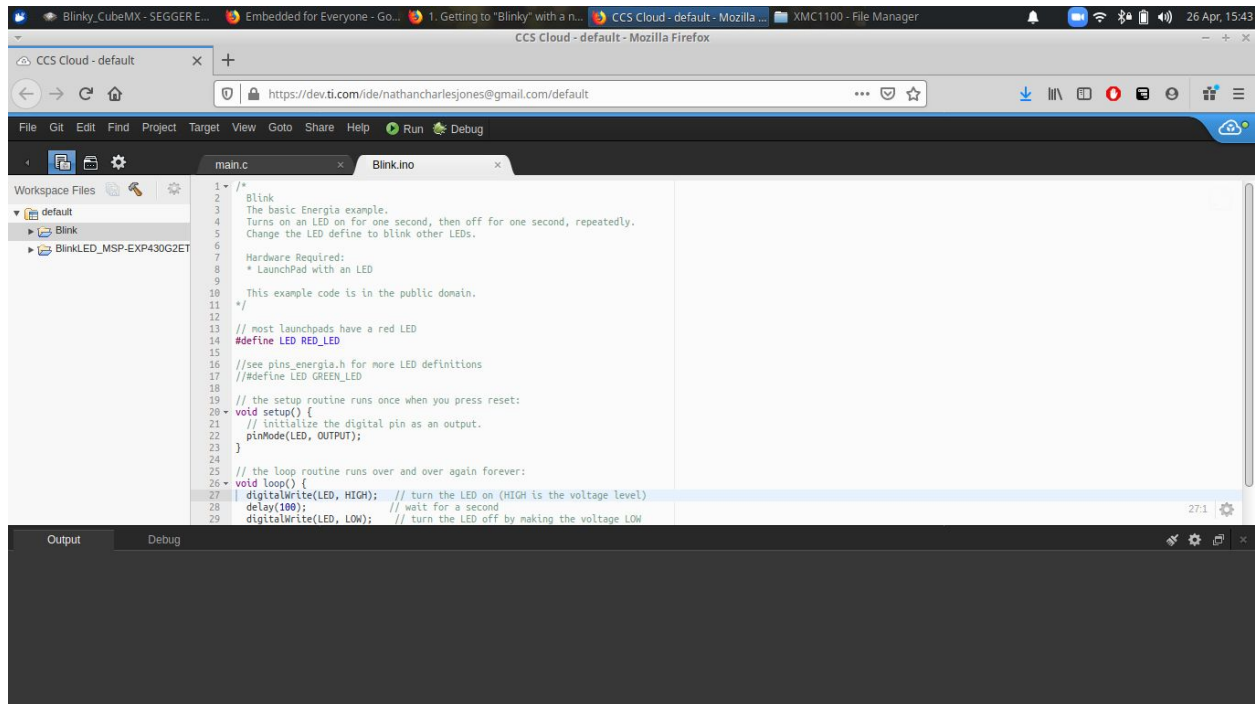 Blinky_CubeMX - SEGGER E... Embedded for Everyone - Go... 1. Getting to "Blinky" with a n... CCS Cloud - default - Mozilla ... XMC1100 - File Manager 26 Apr, 15:43
CCS Cloud - default - Mozilla Firefox
CCS Cloud - default
https://dev.ti.com/ide/nathancharlesjones@gmail.com/default
File Git Edit Find Project Target View Goto Share Help Run Debug
main.c Blink.ino
Workspace Files
default
Blink
BlinkLED_MSP-EXP430G2ET
1 /*
2 Blink
3 The basic Energia example.
4 Turns on an LED on for one second, then off for one second, repeatedly.
5 Change the LED define to blink other LEDs.
6
7 Hardware Required:
8 * LaunchPad with an LED
9
10 This example code is in the public domain.
11 */
12
13 // most launchpads have a red LED
14 #define LED RED_LED
15
16 //see pins_energia.h for more LED definitions
17 //#define LED GREEN_LED
18
19 // the setup routine runs once when you press reset:
20 void setup() {
21 // initialize the digital pin as an output.
22 pinMode(LED, OUTPUT);
23 }
24
25 // the loop routine runs over and over again forever:
26 void loop() {
27 digitalWrite(LED, HIGH); // turn the LED on (HIGH is the voltage level)
28 delay(100); // wait for a second
29 digitalWrite(LED, LOW); // turn the LED off by making the voltage LOW
27:1
Output Debug